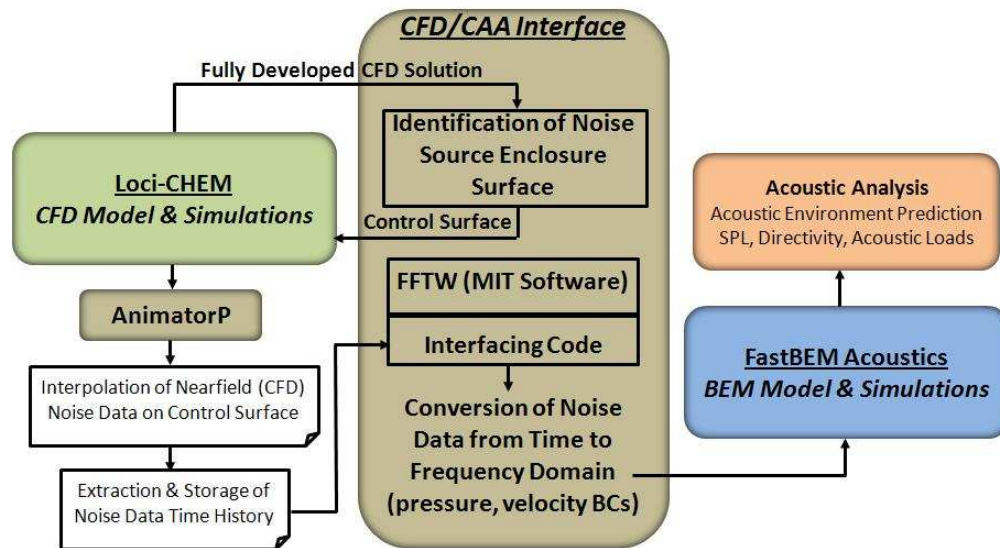 CFD/CAA Interface
Fully Developed CFD Solution
Identification of Noise
Source Enclosure
Surface
Loci-CHEM
CFD Model & Simulations
Control Surface
AnimatorP
Interpolation of Nearfield (CFD)
Noise Data on Control Surface
Extraction & Storage of
Noise Data Time History
FFTW (MIT Software)
Interfacing Code
Conversion of Noise
Data from Time to
Frequency Domain
(pressure, velocity BCs)
FastBEM Acoustics
BEM Model & Simulations
Acoustic Analysis
Acoustic Environment Prediction
SPL, Directivity, Acoustic Loads